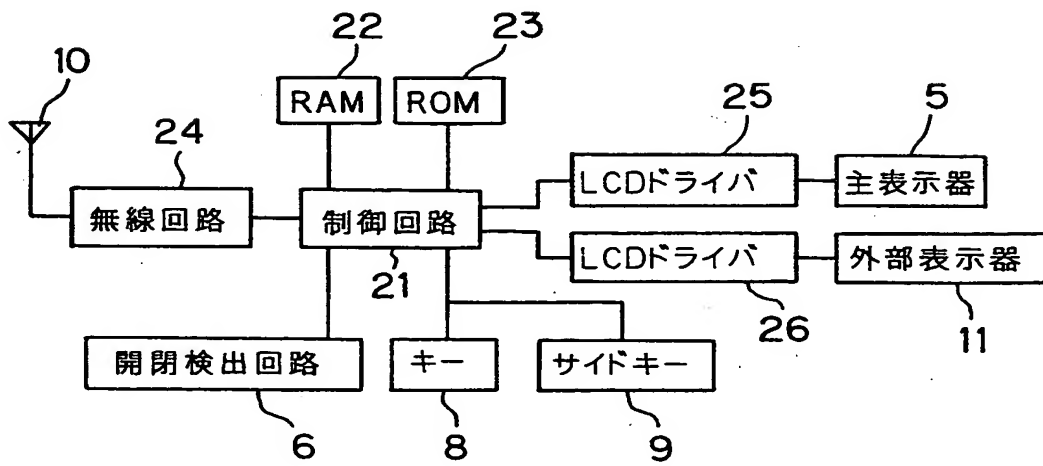 22
23
10
RAM
ROM
25
5
24
LCDドライバ
主表示器
無線回路
制御回路
LCDドライバ
外部表示器
21
26
11
開閉検出回路
キー
サイドキー
6
8
9